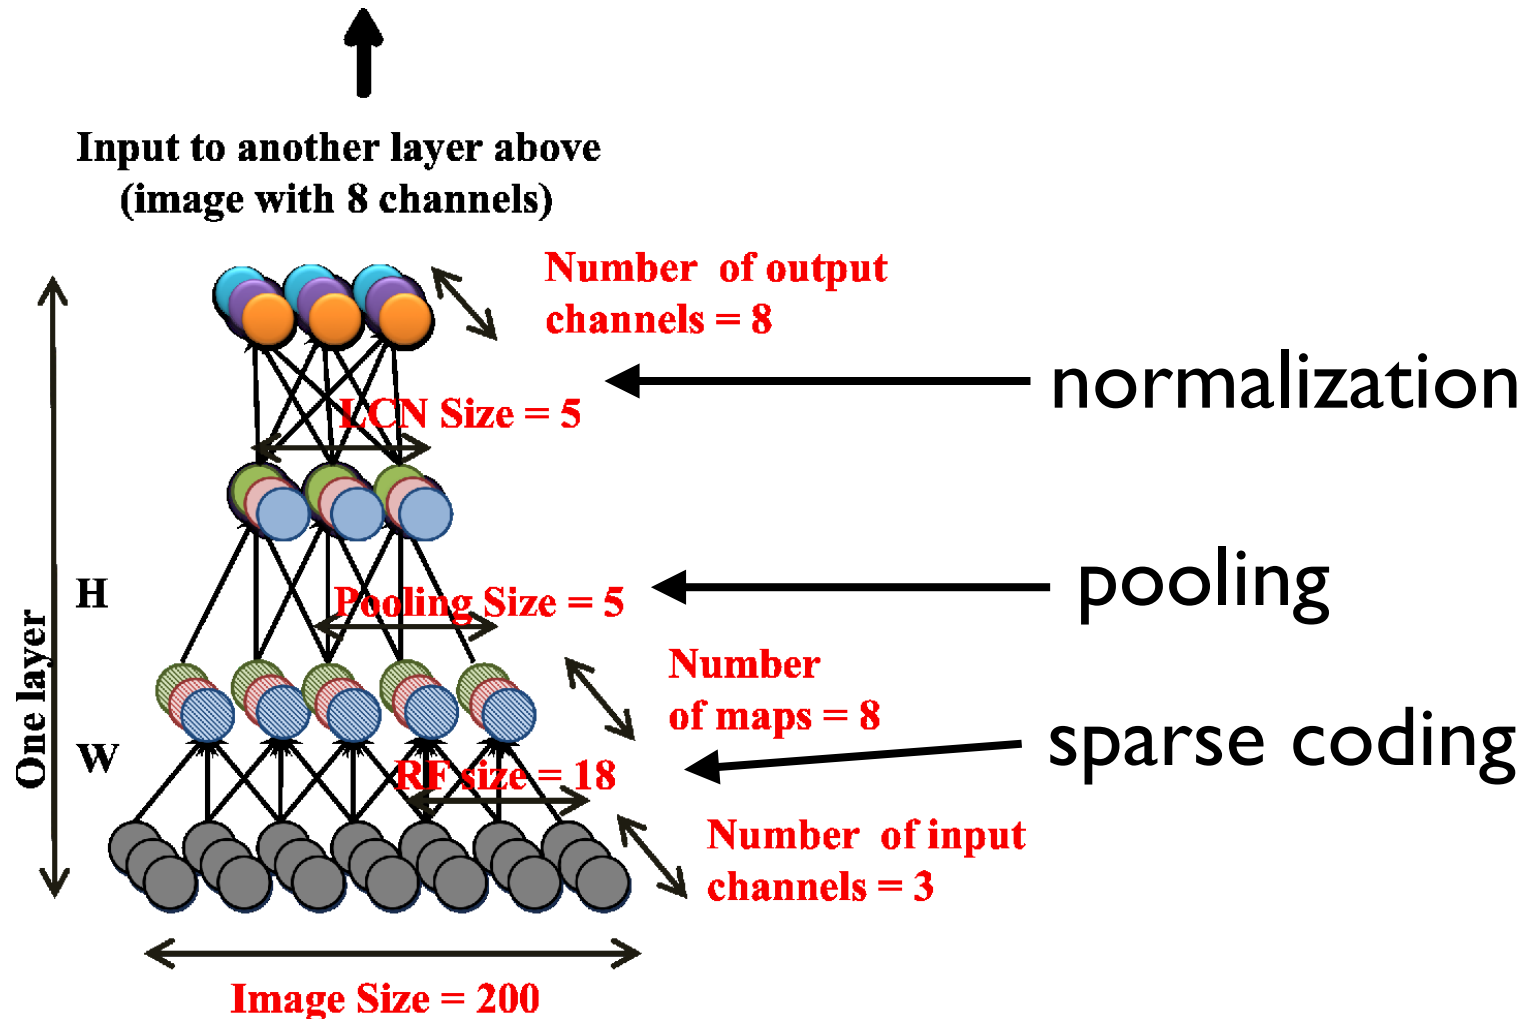 Input to another layer above
(image with 8 channels)
Number of output
channels = 8
normalization
LCN Size = 5
pooling
H
Pooling Size = 5
One layer
Number
of maps = 8
sparse coding
W
RF size = 18
Number of input
channels = 3
Image Size = 200